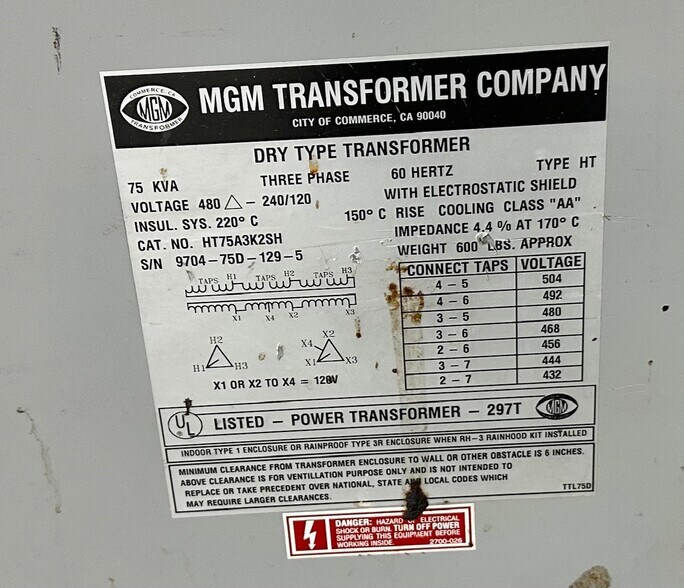 COMMERCE, CA
MGM
TRANSFORMER
MGM TRANSFORMER COMPANY
CITY OF COMMERCE, CA 90040
DRY TYPE TRANSFORMER
75 KVA THREE PHASE 60 HERTZ TYPE HT
VOLTAGE 480 △ - 240/120 WITH ELECTROSTATIC SHIELD
INSUL. SYS. 220° C 150° C RISE COOLING CLASS "AA"
CAT. NO. HT75A3K2SH IMPEDANCE 4.4 % AT 170° C
S/N 9704-75D-129-5 WEIGHT 600 LBS. APPROX
TAPS H1 TAPS H2 TAPS H3
X1 X4 X2 X3
H2
H1 H3
X2
X4
X1 X3
X1 OR X2 TO X4 = 120V
CONNECT TAPS VOLTAGE
4 - 5 504
4 - 6 492
3 - 5 480
3 - 6 468
2 - 6 456
3 - 7 444
2 - 7 432
UL LISTED - POWER TRANSFORMER - 297T MGM
INDOOR TYPE 1 ENCLOSURE OR RAINPROOF TYPE 3R ENCLOSURE WHEN RH-3 RAINHOOD KIT INSTALLED
MINIMUM CLEARANCE FROM TRANSFORMER ENCLOSURE TO WALL OR OTHER OBSTACLE IS 6 INCHES.
ABOVE CLEARANCE IS FOR VENTILATION PURPOSE ONLY AND IS NOT INTENDED TO
REPLACE OR TAKE PRECEDENT OVER NATIONAL, STATE AND LOCAL CODES WHICH
MAY REQUIRE LARGER CLEARANCES.
TTL75D
DANGER: HAZARD OF ELECTRICAL
SHOCK OR BURN. TURN OFF POWER
SUPPLYING THIS EQUIPMENT BEFORE
WORKING INSIDE. 2700-026